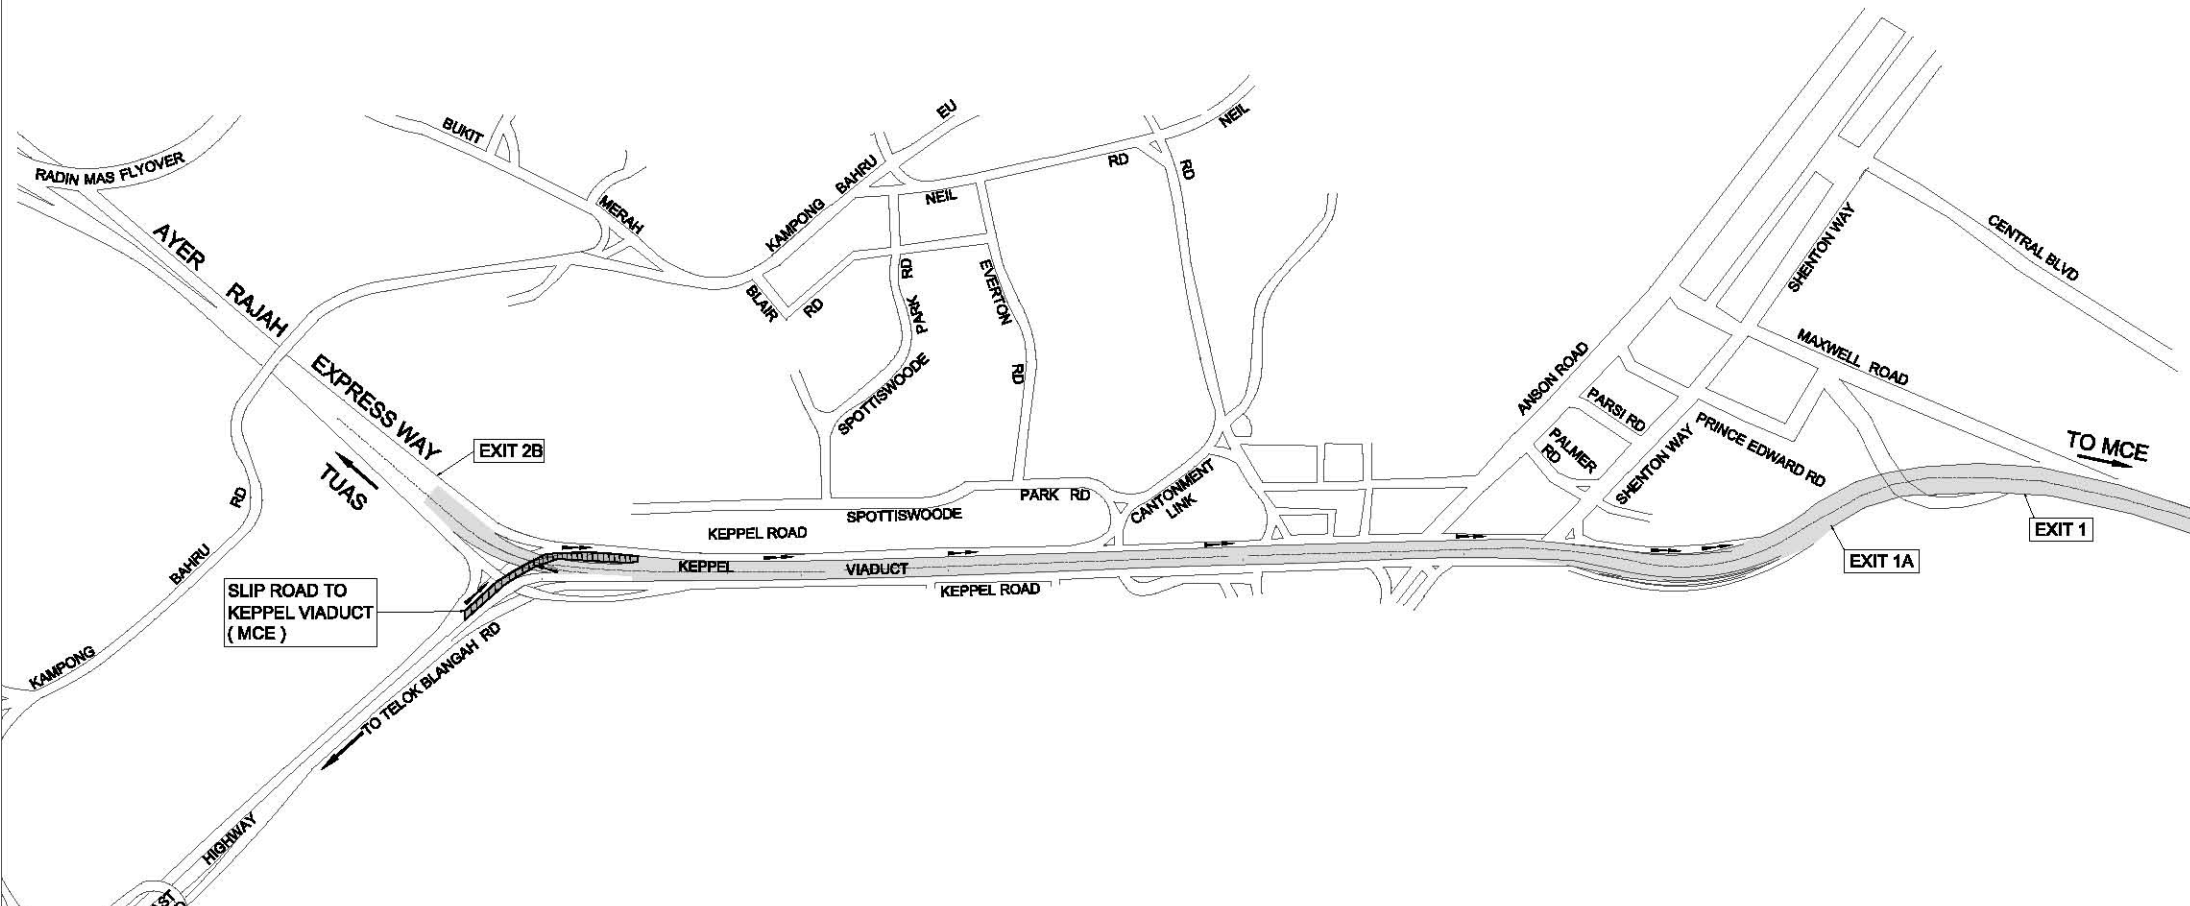 EU
NEIL
BUKIT
RADIN MAS FLYOVER
RD
RD
BAHRU
KAMPONG
NEIL
MERAH
AYER
RAJAH
EXPRESS WAY
SHENTON WAY
CENTRAL BLVD
BLAIR
RD
RD
PARK
SPOTTISWOODE
EVERTON
RD
ANSON ROAD
MAXWELL ROAD
PARSI RD
PALMER
RD
SHENTON WAY
PRINCE EDWARD RD
TO MCE
EXIT 2B
TUAS
RD
BAHRU
KAMPONG
PARK RD
SPOTTISWOODE
CANTONMENT
LINK
KEPPEL ROAD
KEPPEL
VIADUCT
KEPPEL ROAD
EXIT 1
EXIT 1A
SLIP ROAD TO
KEPPEL VIADUCT
( MCE )
TO TELOK BLANGAH RD
HIGHWAY